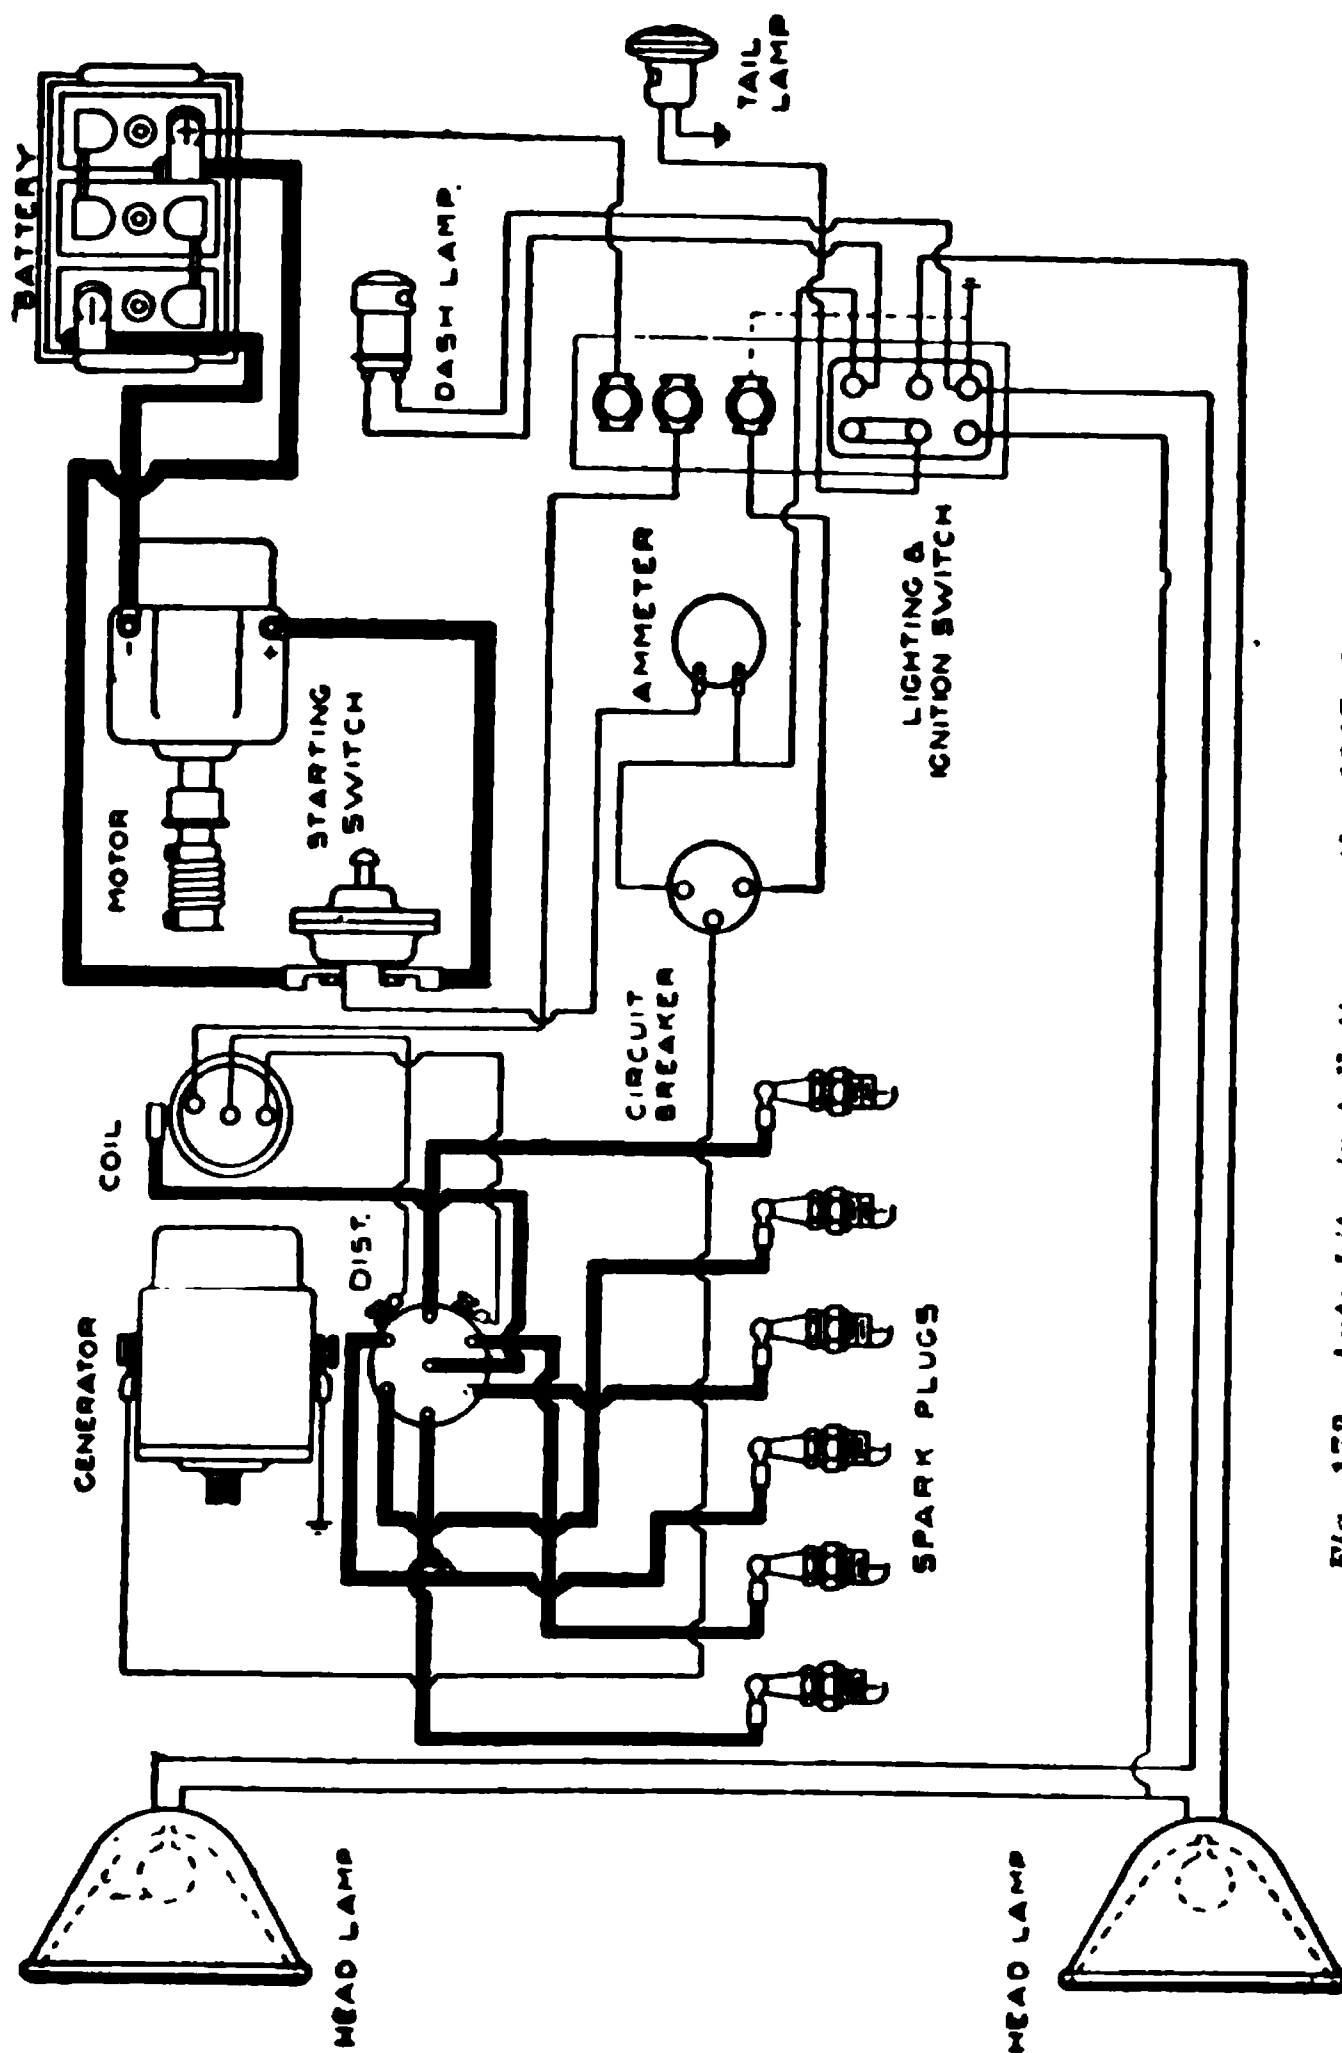 BATTERY
TAIL
LAMP
DASH LAMP.
MOTOR
STARTING
SWITCH
AMMETER
LIGHTING &
IGNITION SWITCH
COIL
CIRCUIT
BREAKER
GENERATOR
DIST.
SPARK PLUGS
HEAD LAMP
HEAD LAMP
+
-
-
+